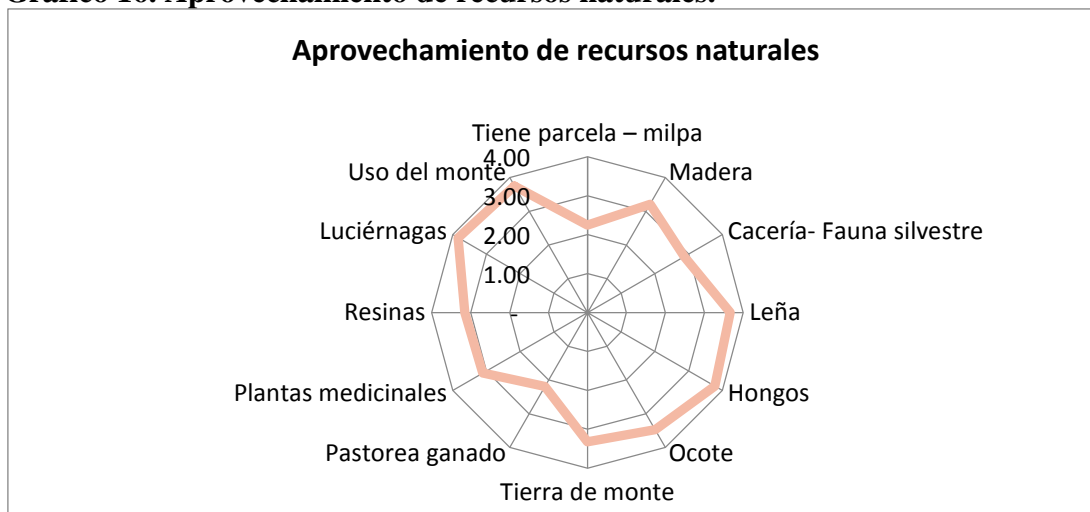 Gráfico 16. Aprovechamiento de recursos naturales.
Aprovechamiento de recursos naturales
Tiene parcela – milpa
4.00
Uso del monte
Madera
3.00
Luciérnagas
2.00
Cacería- Fauna silvestre
1.00
Resinas
-
Leña
Plantas medicinales
Hongos
Pastorea ganado
Ocote
Tierra de monte